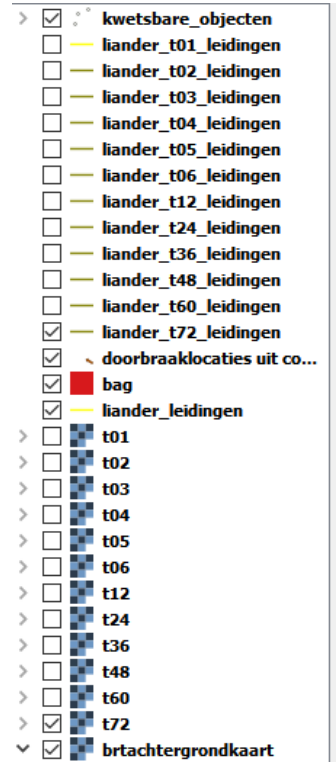 kwetsbare_objecten
liander_t01_leidingen
liander_t02_leidingen
liander_t03_leidingen
liander_t04_leidingen
liander_t05_leidingen
liander_t06_leidingen
liander_t12_leidingen
liander_t24_leidingen
liander_t36_leidingen
liander_t48_leidingen
liander_t60_leidingen
liander_t72_leidingen
doorbraaklocaties uit co...
bag
liander_leidingen
t01
t02
t03
t04
t05
t06
t12
t24
t36
t48
t60
t72
brtachtergrondkaart